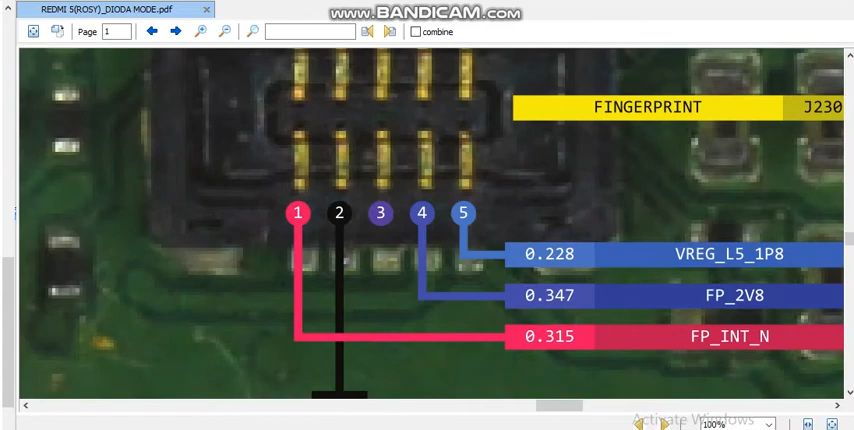 www.BANDICAM.com
REDMI 5(ROSY)_DIODA MODE.pdf
Page 1
combine
FINGERPRINT J230
1 2 3 4 5
0.228 VREG_L5_1P8
0.347 FP_2V8
0.315 FP_INT_N
Activate Windows
100%